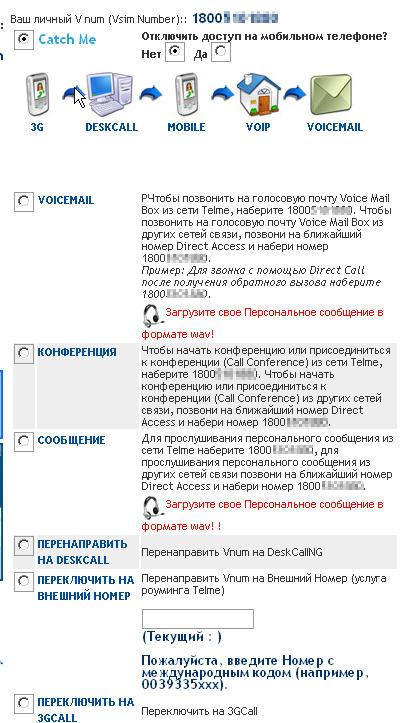 Ваш личный V num (Vsim Number):: 1800
Catch Me
Отключить доступ на мобильном телефоне?
Нет Да
3G DESKCALL MOBILE VOIP VOICEMAIL
VOICEMAIL
РЧтобы позвонить на голосовую почту Voice Mail
Box из сети Telme, наберите 1800. Чтобы
позвонить на голосовую почту Voice Mail Box из
других сетей связи, позвони на ближайший
номер Direct Access и набери номер
1800.
Пример: Для звонка с помощью Direct Call
после получения обратного вызова наберите
1800.
Загрузите свое Персональное сообщение в
формате wav!
КОНФЕРЕНЦИЯ
Чтобы начать конференцию или присоединиться
к конференции (Call Conference) из сети Telme,
наберите 1800. Чтобы начать
конференцию или присоединиться к
конференции (Call Conference) из других сетей
связи, позвони на ближайший номер Direct
Access и набери номер 1800.
СООБЩЕНИЕ
Для прослушивания персонального сообщения из
сети Telme наберите 1800, для
прослушивания персонального сообщения из
других сетей связи позвони на ближайший номер
Direct Access и набери номер 1800.
Загрузите свое Персональное сообщение в
формате wav! !
ПЕРЕНАПРАВИТЬ
НА DESKCALL
Перенаправить Vnum на DeskCallNG
ПЕРЕКЛЮЧИТЬ НА
ВНЕШНИЙ НОМЕР
Перенаправить Vnum на Внешний Номер (услуга
роуминга Telme)
(Текущий : )
Пожалуйста, введите Номер с
международным кодом (например,
0039335xxx).
ПЕРЕКЛЮЧИТЬ НА
3GCALL
Переключить на 3GCall